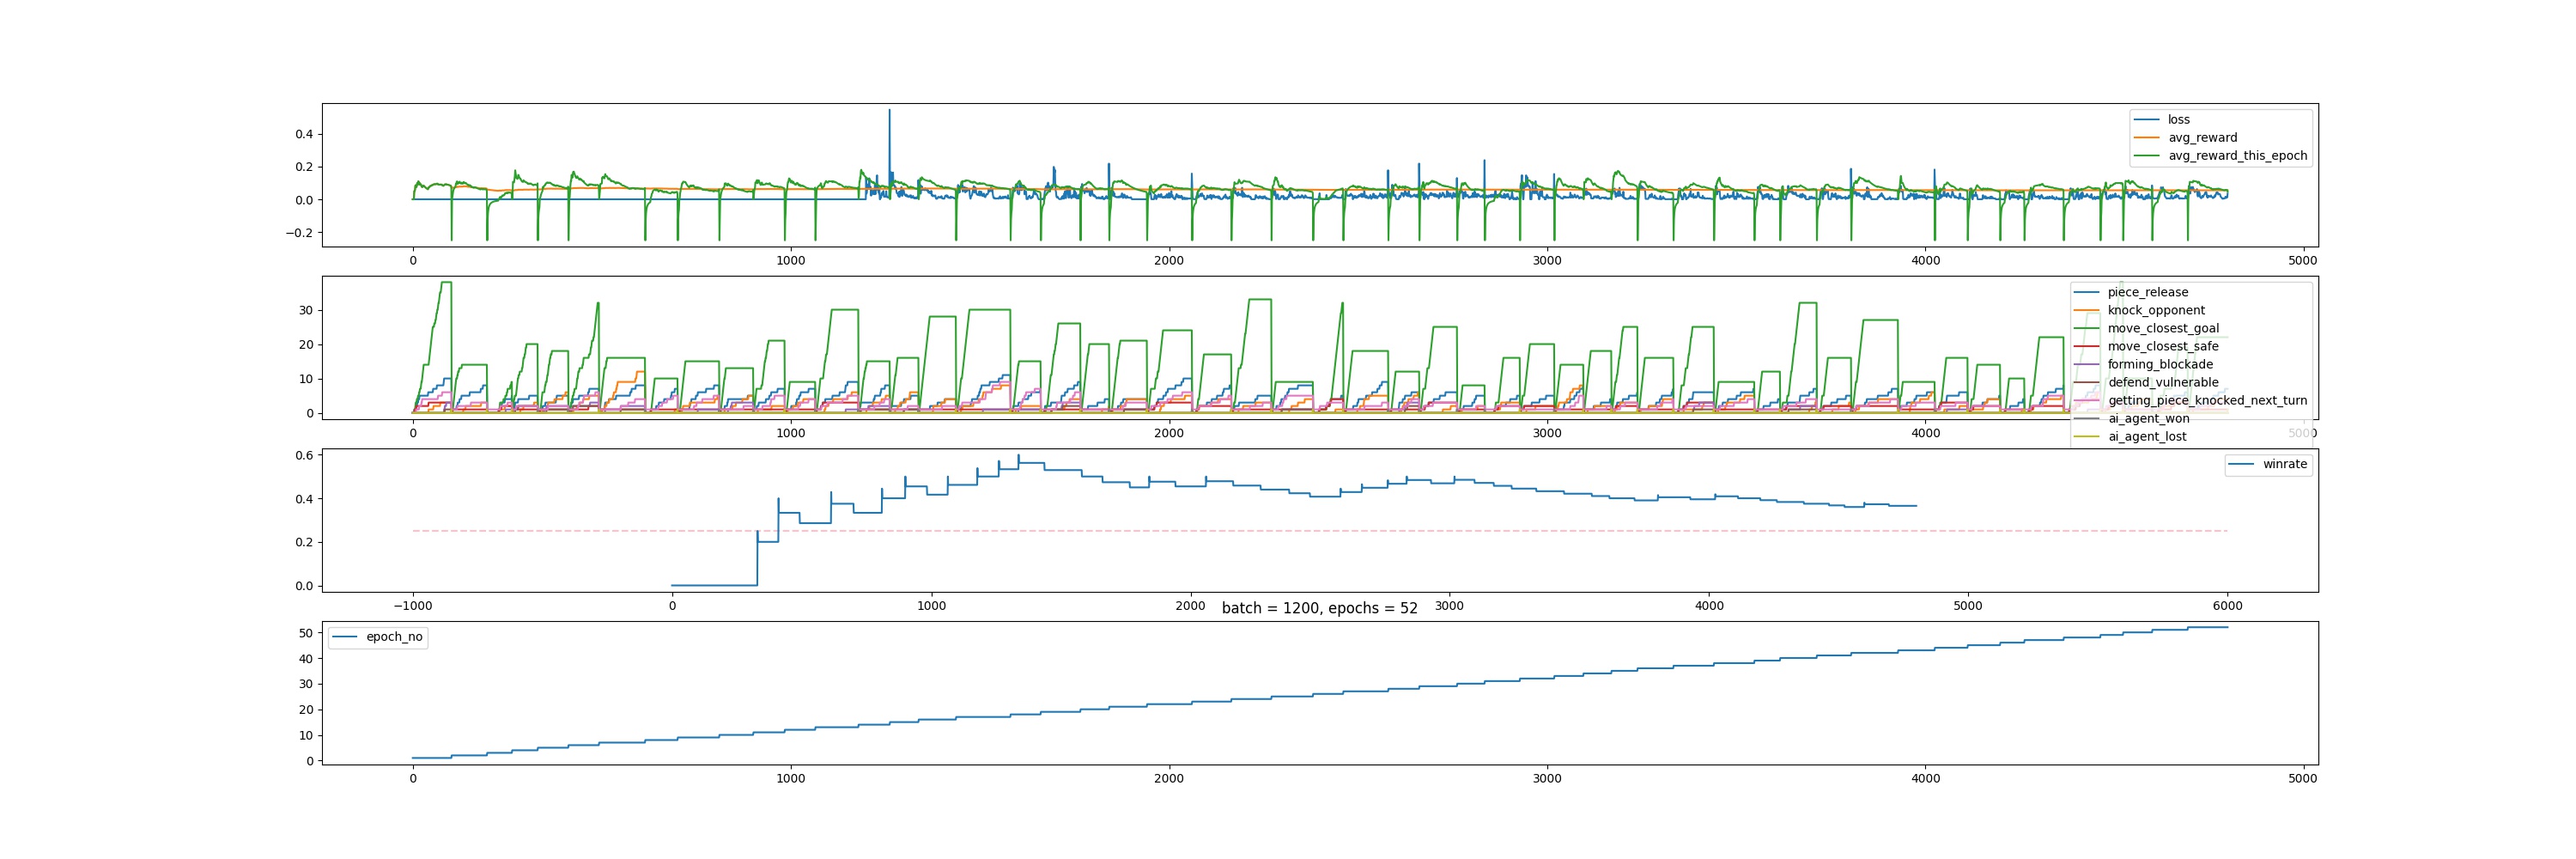 loss
avg_reward
avg_reward_this_epoch
0.4
0.2
0.0
−0.2
0 1000 2000 3000 4000 5000
piece_release
knock_opponent
move_closest_goal
move_closest_safe
forming_blockade
defend_vulnerable
getting_piece_knocked_next_turn
ai_agent_won
ai_agent_lost
30
20
10
0
0 1000 2000 3000 4000 5000
winrate
0.6
0.4
0.2
0.0
−1000 0 1000 2000 3000 4000 5000 6000
batch = 1200, epochs = 52
epoch_no
50
40
30
20
10
0
0 1000 2000 3000 4000 5000